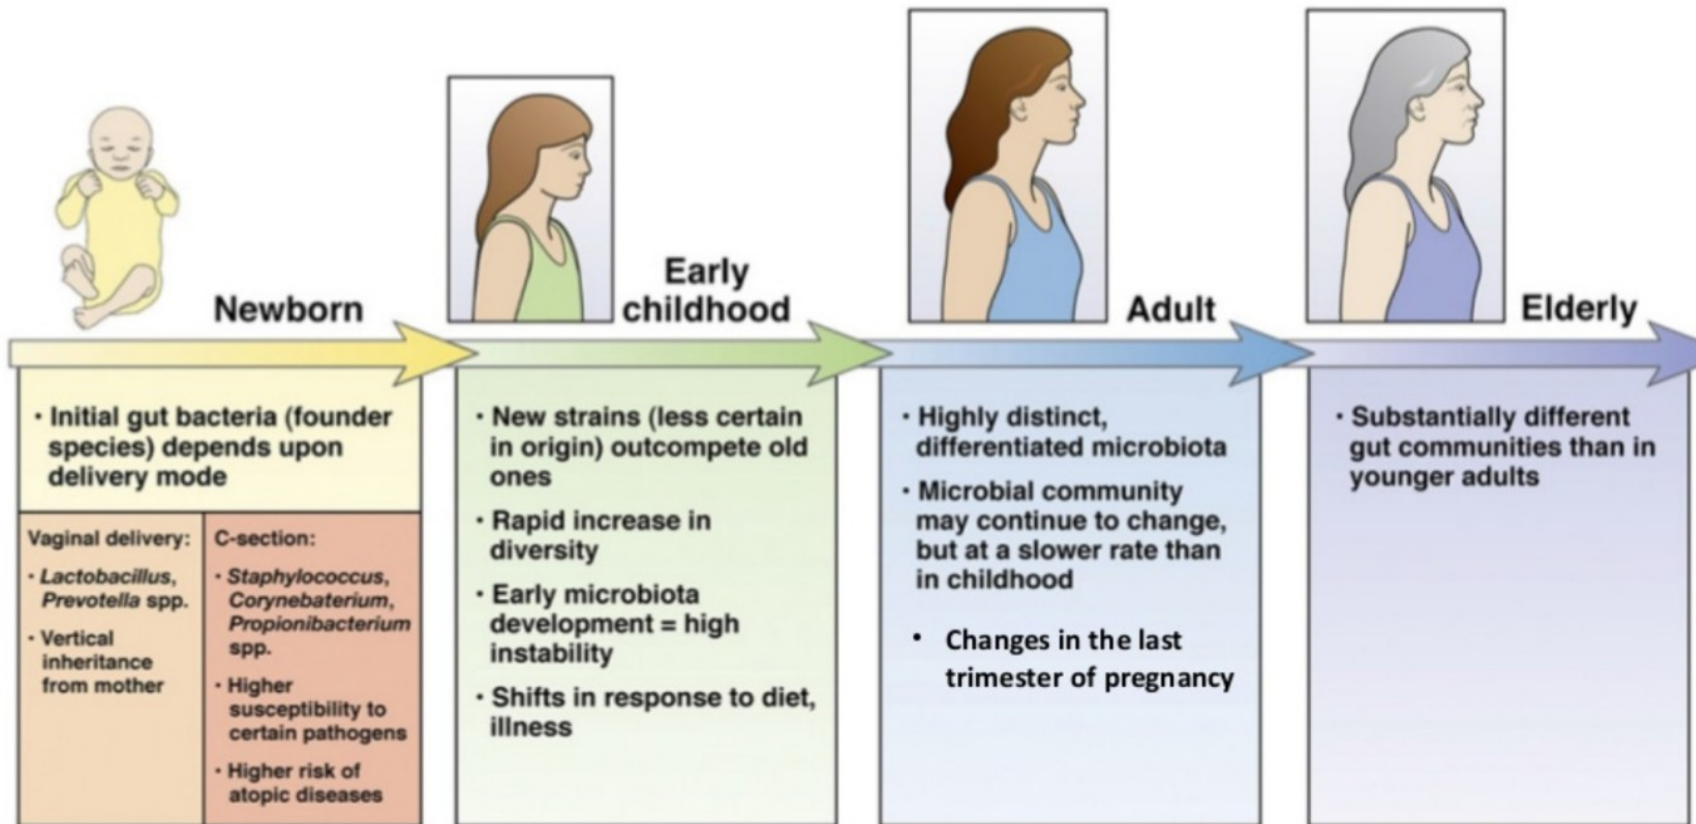 Newborn
Early
childhood
Adult
Elderly
• Initial gut bacteria (founder
species) depends upon
delivery mode
Vaginal delivery:
• Lactobacillus,
Prevotella spp.
• Vertical
inheritance
from mother
C-section:
• Staphylococcus,
Corynebaterium,
Propionibacterium
spp.
• Higher
susceptibility to
certain pathogens
• Higher risk of
atopic diseases
• New strains (less certain
in origin) outcompete old
ones
• Rapid increase in
diversity
• Early microbiota
development = high
instability
• Shifts in response to diet,
illness
• Highly distinct,
differentiated microbiota
• Microbial community
may continue to change,
but at a slower rate than
in childhood
• Changes in the last
trimester of pregnancy
• Substantially different
gut communities than in
younger adults